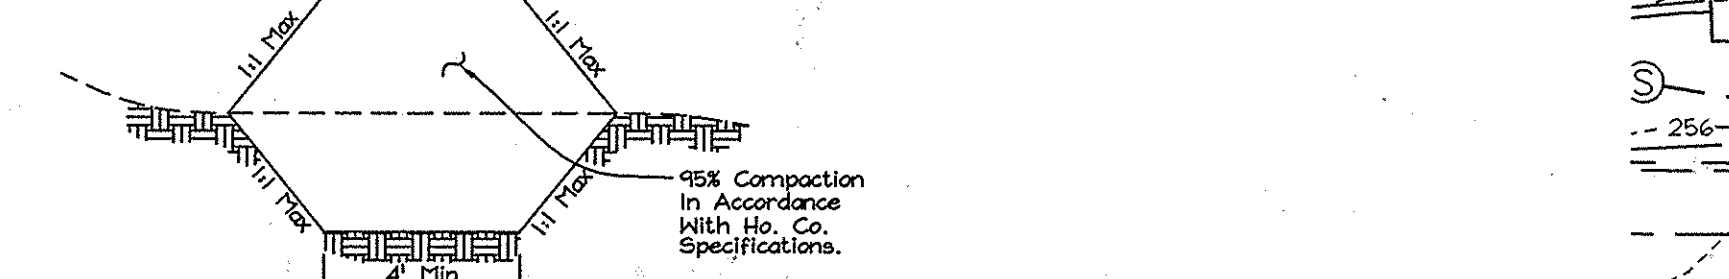 1:1 Max
1:1 Max
1:1 Max
1:1 Max
95% Compaction
In Accordance
With Ho. Co.
Specifications.
4' Min
S
256